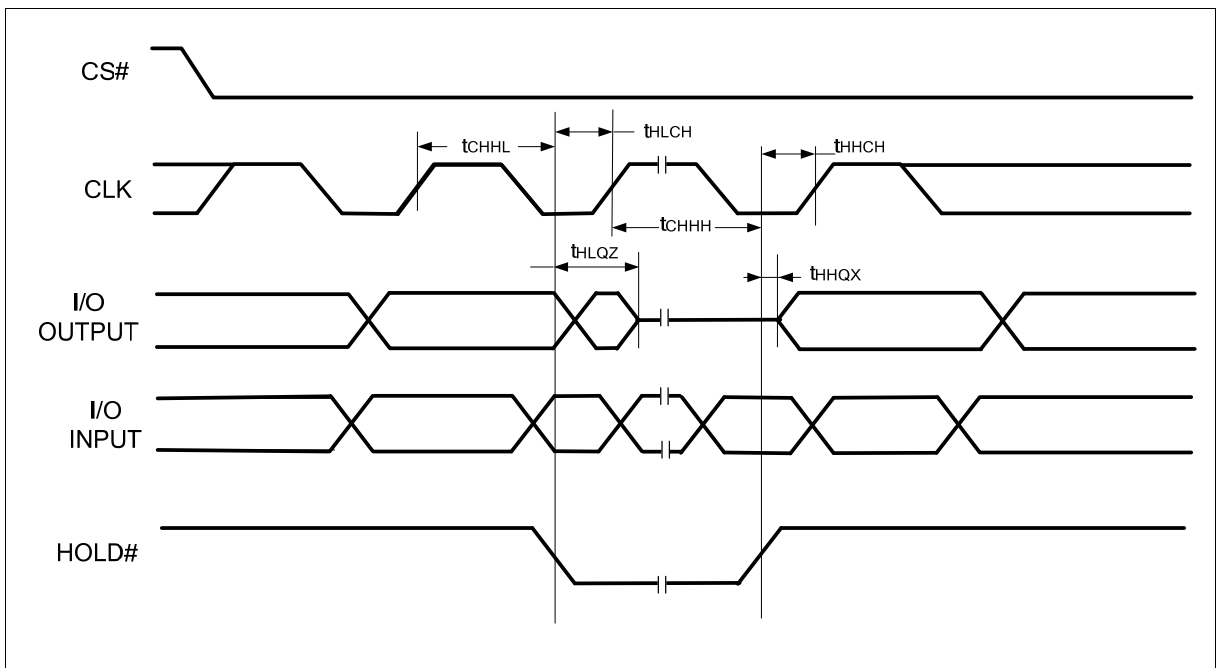 CS#
tCHHL
tHLCH
tHHCH
CLK
tCHHH
tHLQZ
tHHQX
I/O
OUTPUT
I/O
INPUT
HOLD#